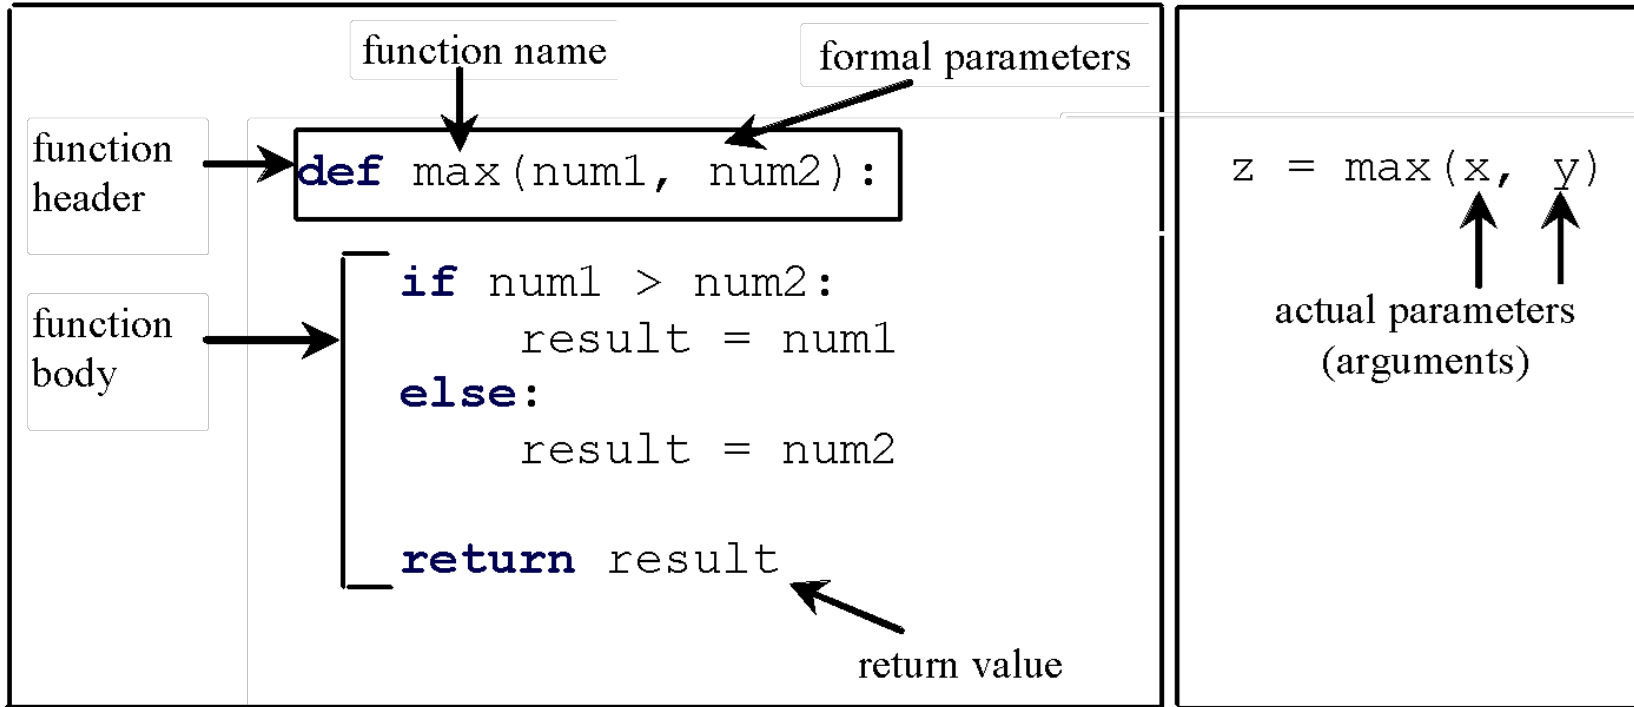 function name
formal parameters
function
header
def max(num1, num2):
function
body
if num1 > num2:
result = num1
else:
result = num2
return result
return value
z = max(x, y)
actual parameters
(arguments)